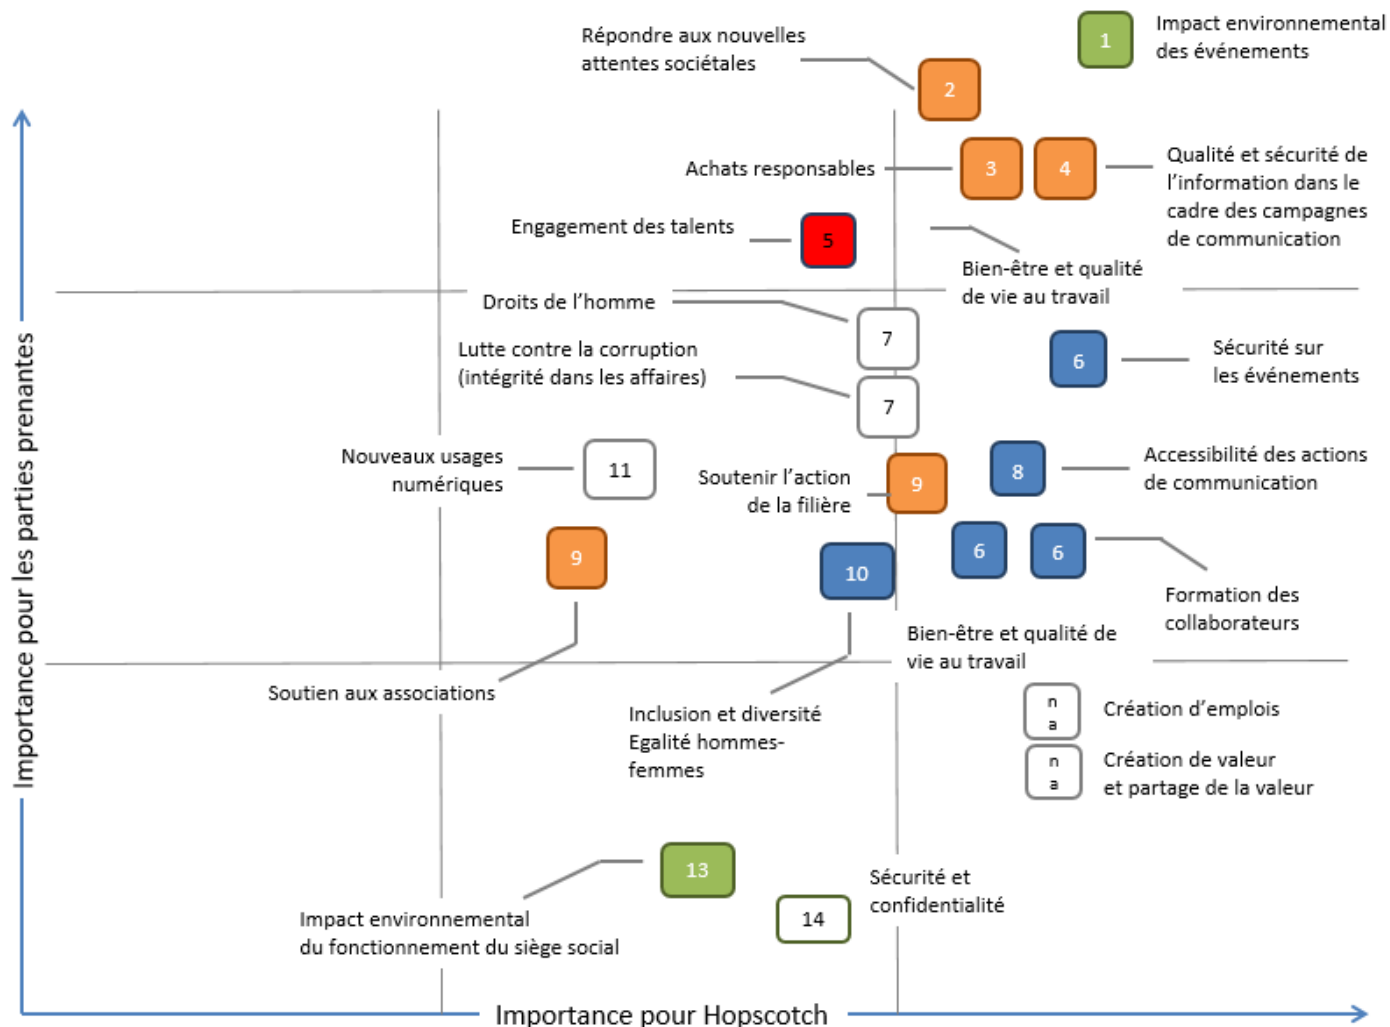 Répondre aux nouvelles
attentes sociétales
2
1
Impact environmental
des événements
Achats responsables
3
4
Qualité et sécurité de
l'information dans le
cadre des campagnes
de communication
Engagement des talents
5
Bien-être et qualité
de vie au travail
Droits de l'homme
7
Lutte contre la corruption
(intégrité dans les affaires)
7
6
Sécurité sur
les événements
Nouveaux usages
numériques
11
Soutenir l'action
de la filière
9
8
Accessibilité des actions
de communication
9
10
6
6
Formation des
collaborateurs
Bien-être et qualité de
vie au travail
Soutien aux associations
Inclusion et diversité
Egalité hommes-
femmes
n
a
Création d'emplois
n
a
Création de valeur
et partage de la valeur
13
Impact environnemental
du fonctionnement du siège social
14
Sécurité et
confidentialité
Importance pour les parties prenantes
Importance pour Hopscotch